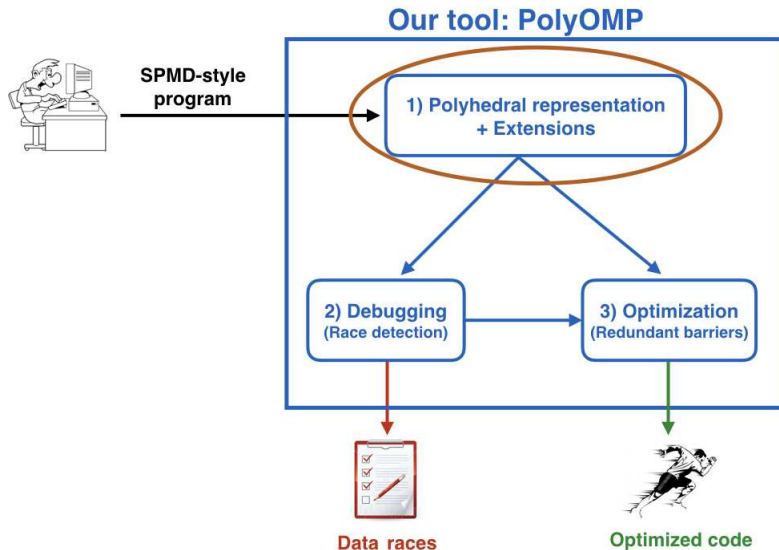 Our tool: PolyOMP
SPMD-style
program
1) Polyhedral representation
+ Extensions
2) Debugging
(Race detection)
3) Optimization
(Redundant barriers)
Data races
Optimized code